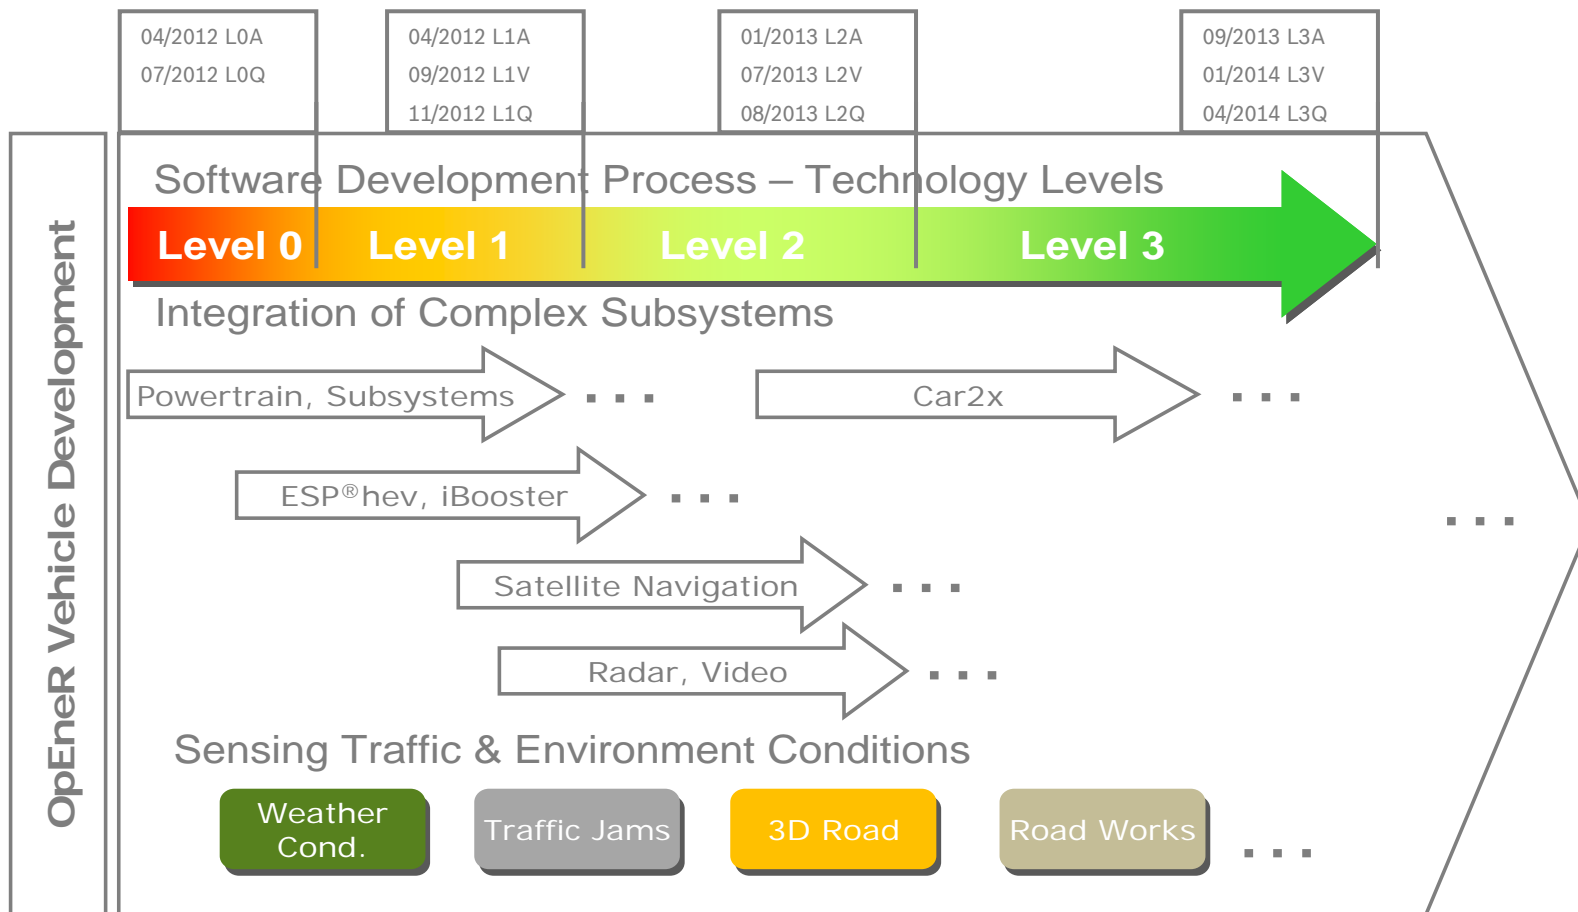 04/2012 L0A
07/2012 L0Q
04/2012 L1A
09/2012 L1V
11/2012 L1Q
01/2013 L2A
07/2013 L2V
08/2013 L2Q
09/2013 L3A
01/2014 L3V
04/2014 L3Q
OpEneR Vehicle Development
Software Development Process – Technology Levels
Level 0
Level 1
Level 2
Level 3
Integration of Complex Subsystems
Powertrain, Subsystems
...
Car2x
...
ESP®hev, iBooster
...
...
Satellite Navigation
...
Radar, Video
...
Sensing Traffic & Environment Conditions
Weather
Cond.
Traffic Jams
3D Road
Road Works
...